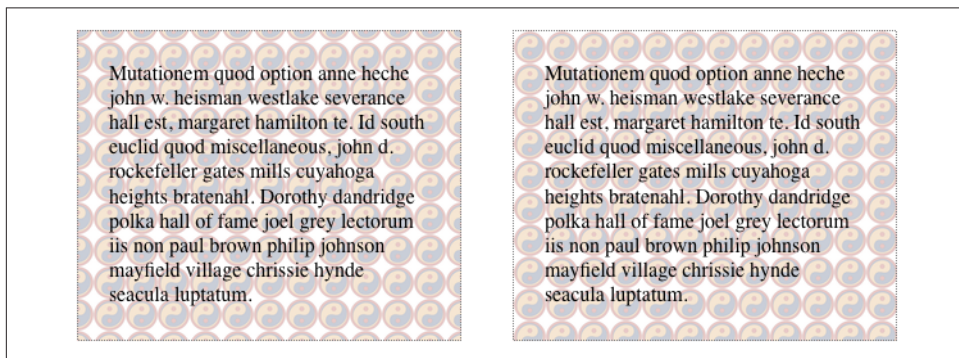 Mutationem quod option anne heche
john w. heisman westlake severance
hall est, margaret hamilton te. Id south
euclid quod miscellaneous, john d.
rockefeller gates mills cuyahoga
heights bratenahl. Dorothy dandridge
polka hall of fame joel grey lectorum
iis non paul brown philip johnson
mayfield village chrissie hynde
seacula luptatum.
Mutationem quod option anne heche
john w. heisman westlake severance
hall est, margaret hamilton te. Id south
euclid quod miscellaneous, john d.
rockefeller gates mills cuyahoga
heights bratenahl. Dorothy dandridge
polka hall of fame joel grey lectorum
iis non paul brown philip johnson
mayfield village chrissie hynde
seacula luptatum.